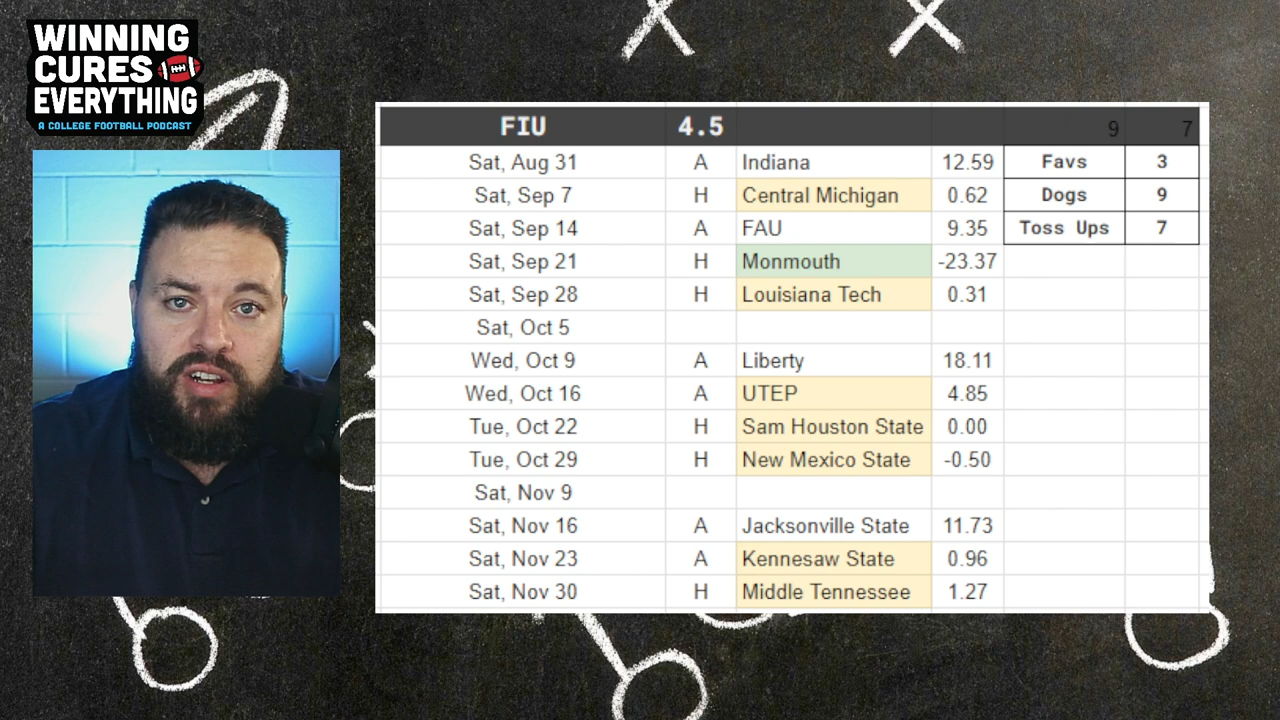 WINNING
CURES
EVERYTHING
A COLLEGE FOOTBALL PODCAST
FIU 4.5 9 7
Sat, Aug 31 A Indiana 12.59 Favs 3
Sat, Sep 7 H Central Michigan 0.62 Dogs 9
Sat, Sep 14 A FAU 9.35 Toss Ups 7
Sat, Sep 21 H Monmouth -23.37
Sat, Sep 28 H Louisiana Tech 0.31
Sat, Oct 5
Wed, Oct 9 A Liberty 18.11
Wed, Oct 16 A UTEP 4.85
Tue, Oct 22 H Sam Houston State 0.00
Tue, Oct 29 H New Mexico State -0.50
Sat, Nov 9
Sat, Nov 16 A Jacksonville State 11.73
Sat, Nov 23 A Kennesaw State 0.96
Sat, Nov 30 H Middle Tennessee 1.27